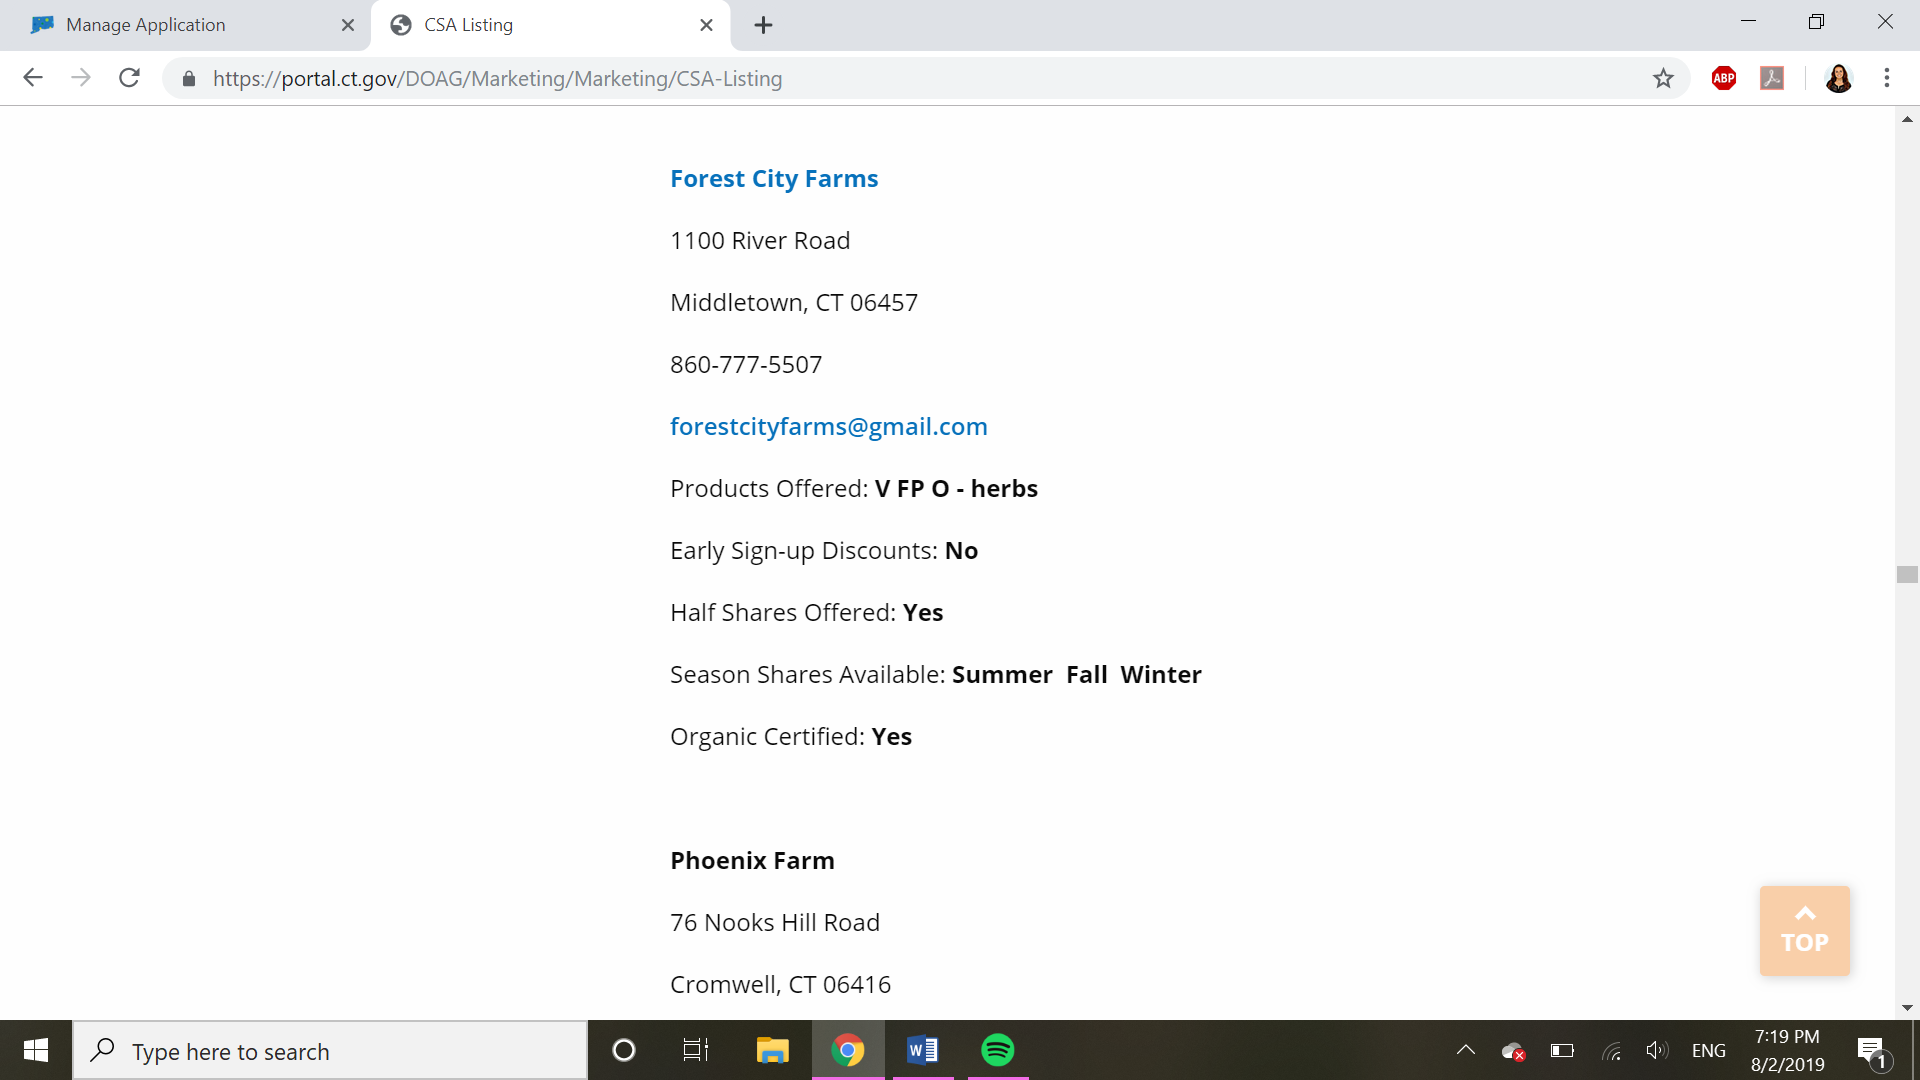 Manage Application
CSA Listing
https://portal.ct.gov/DOAG/Marketing/Marketing/CSA-Listing
ABP
Forest City Farms
1100 River Road
Middletown, CT 06457
860-777-5507
forestcityfarms@gmail.com
Products Offered: V FP O - herbs
Early Sign-up Discounts: No
Half Shares Offered: Yes
Season Shares Available: Summer  Fall  Winter
Organic Certified: Yes
Phoenix Farm
76 Nooks Hill Road
Cromwell, CT 06416
TOP
Type here to search
W
ENG
7:19 PM
8/2/2019
1